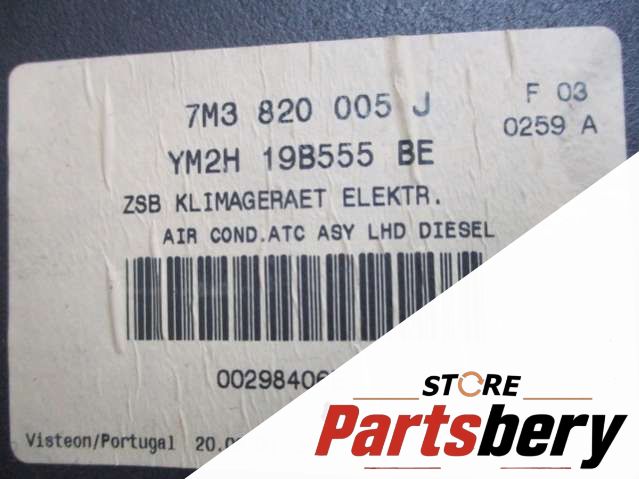 7M3 820 005 J
F 03
0259 A
YM2H 19B555 BE
ZSB KLIMAGERAET ELEKTR.
AIR COND.ATC ASY LHD DIESEL
Visteon/Portugal
STORE
Partsbery